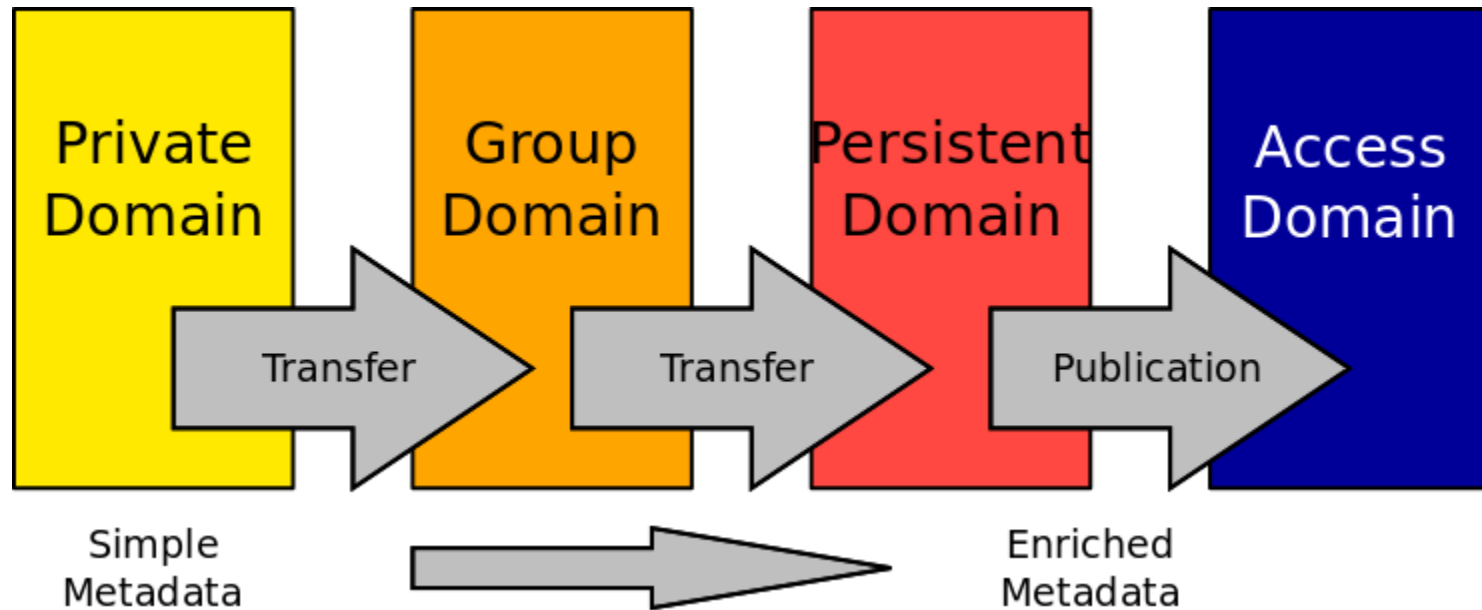 Private
Domain
Group
Domain
Persistent
Domain
Access
Domain
Transfer
Transfer
Publication
Simple
Metadata
Enriched
Metadata